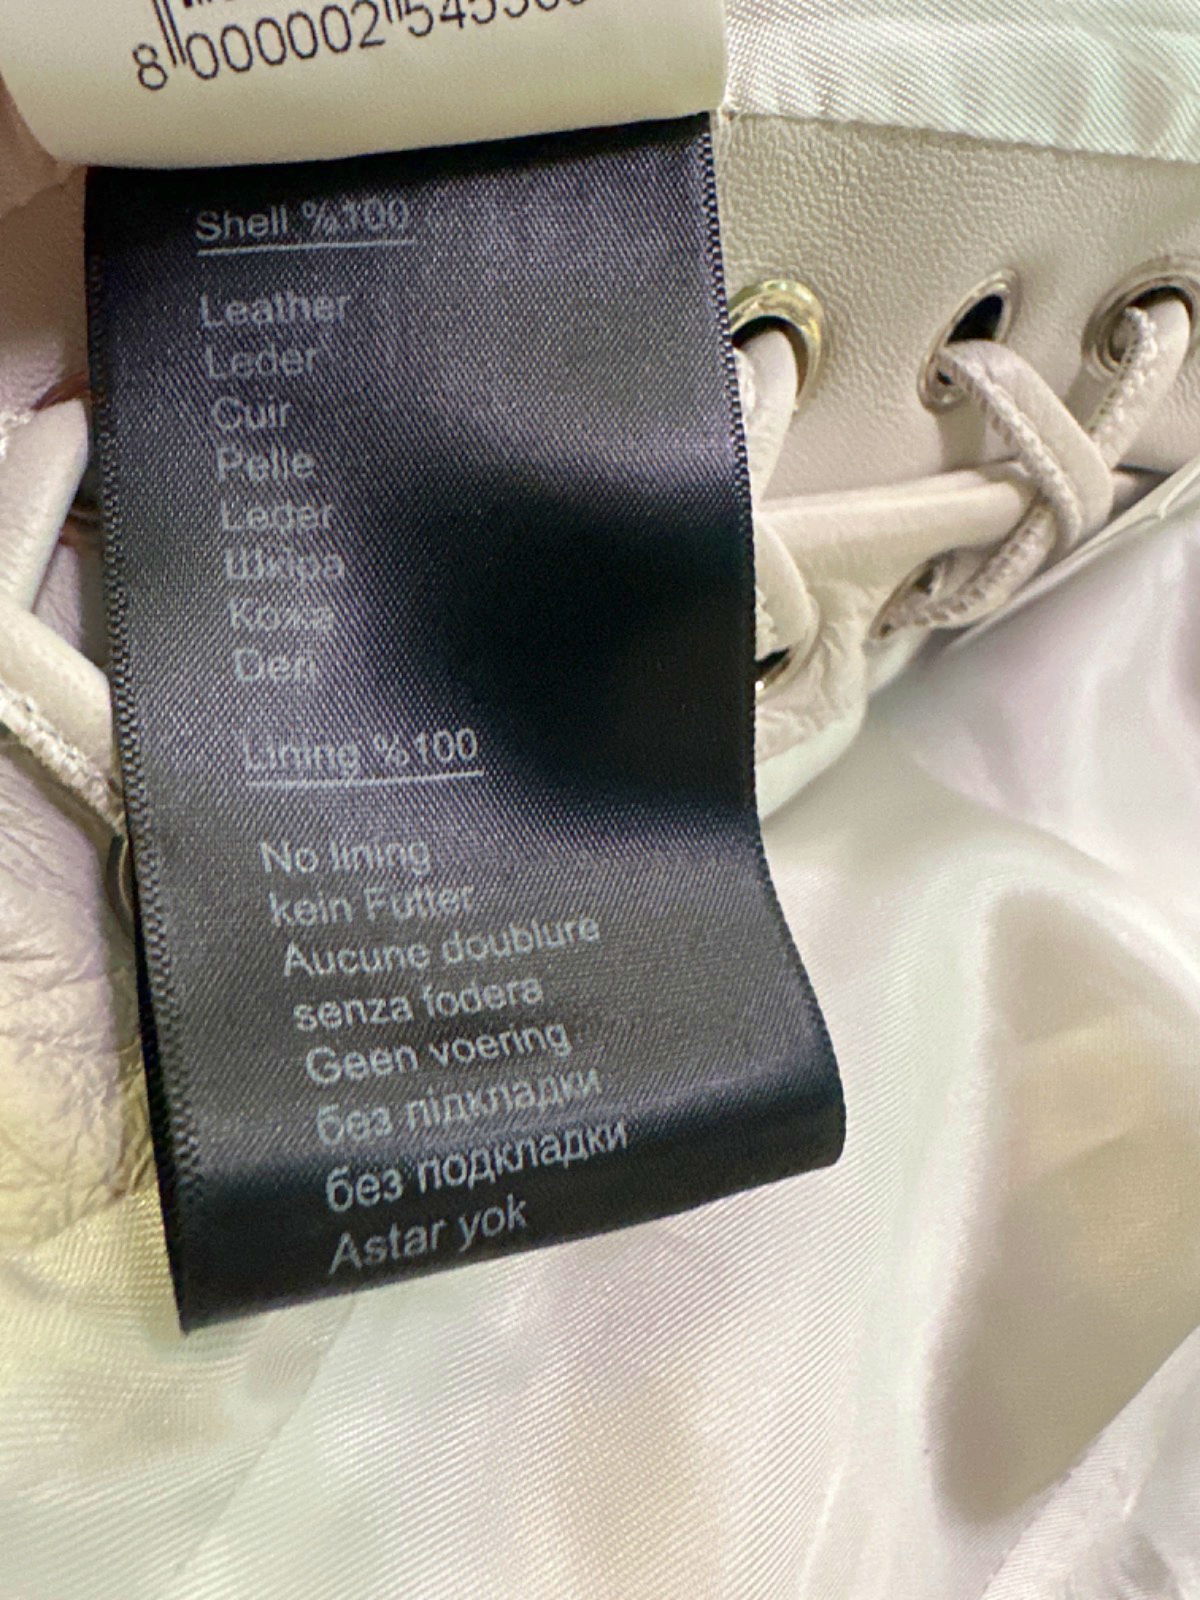 8 000002
Shell %100
Leather
Leder
Cuir
Pelle
Leder
Шкіра
Кожа
Deri
Lining %100
No lining
kein Futter
Aucune doublure
senza fodera
Geen voering
без підкладки
без подкладки
Astar yok